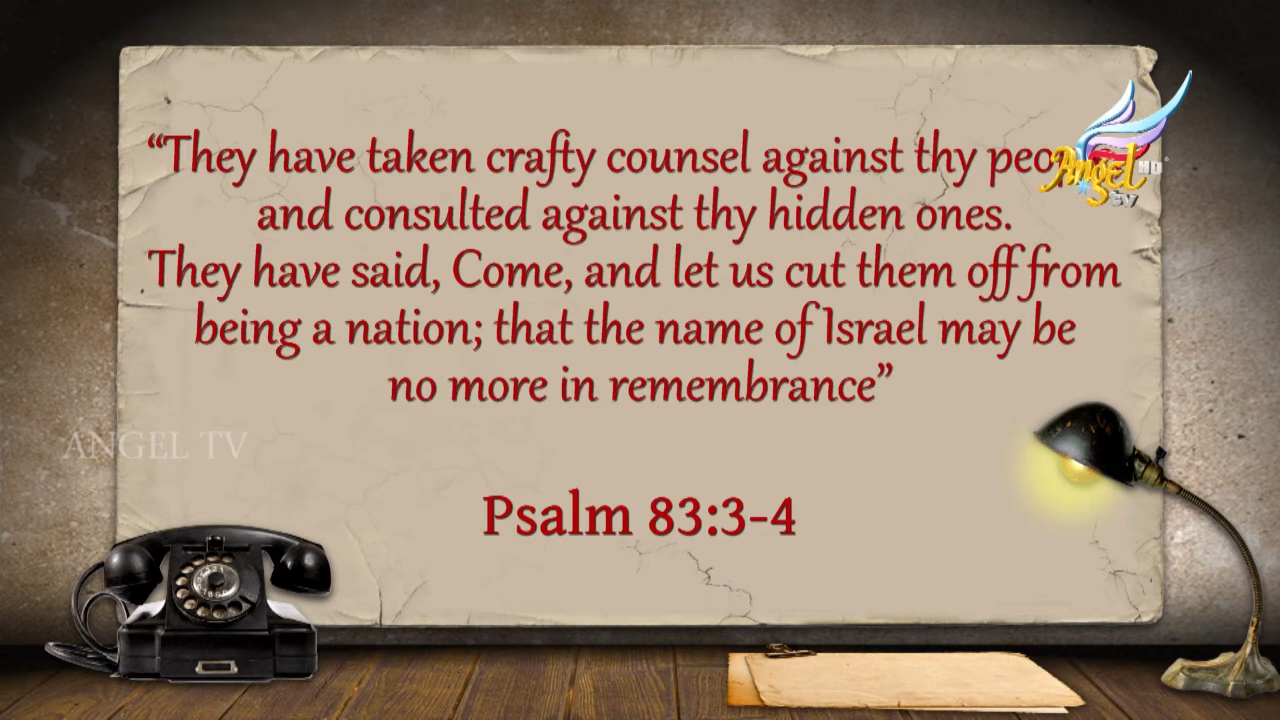 “They have taken crafty counsel against thy
and consulted against thy hidden ones.
They have said, Come, and let us cut them off from
being a nation; that the name of Israel may be
no more in remembrance”
Psalm 83:3-4
Angel
tv
HD
ANGEL TV